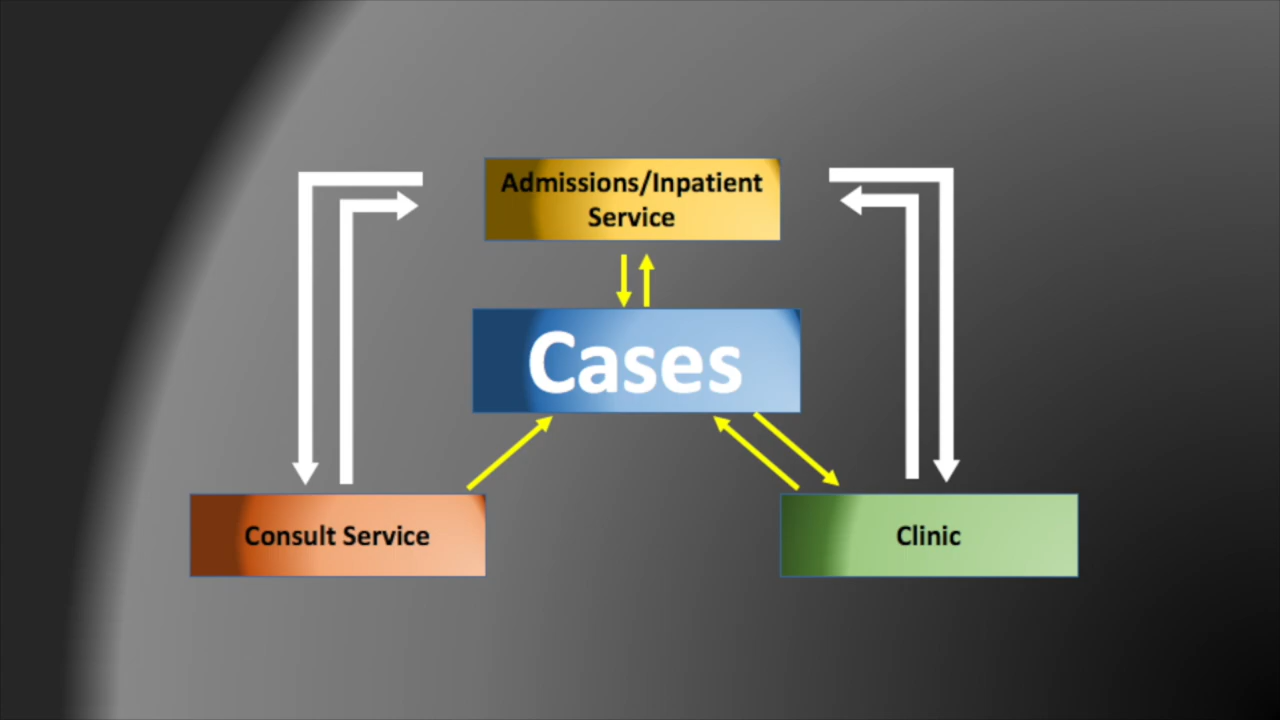 Admissions/Inpatient
Service
Cases
Consult Service
Clinic